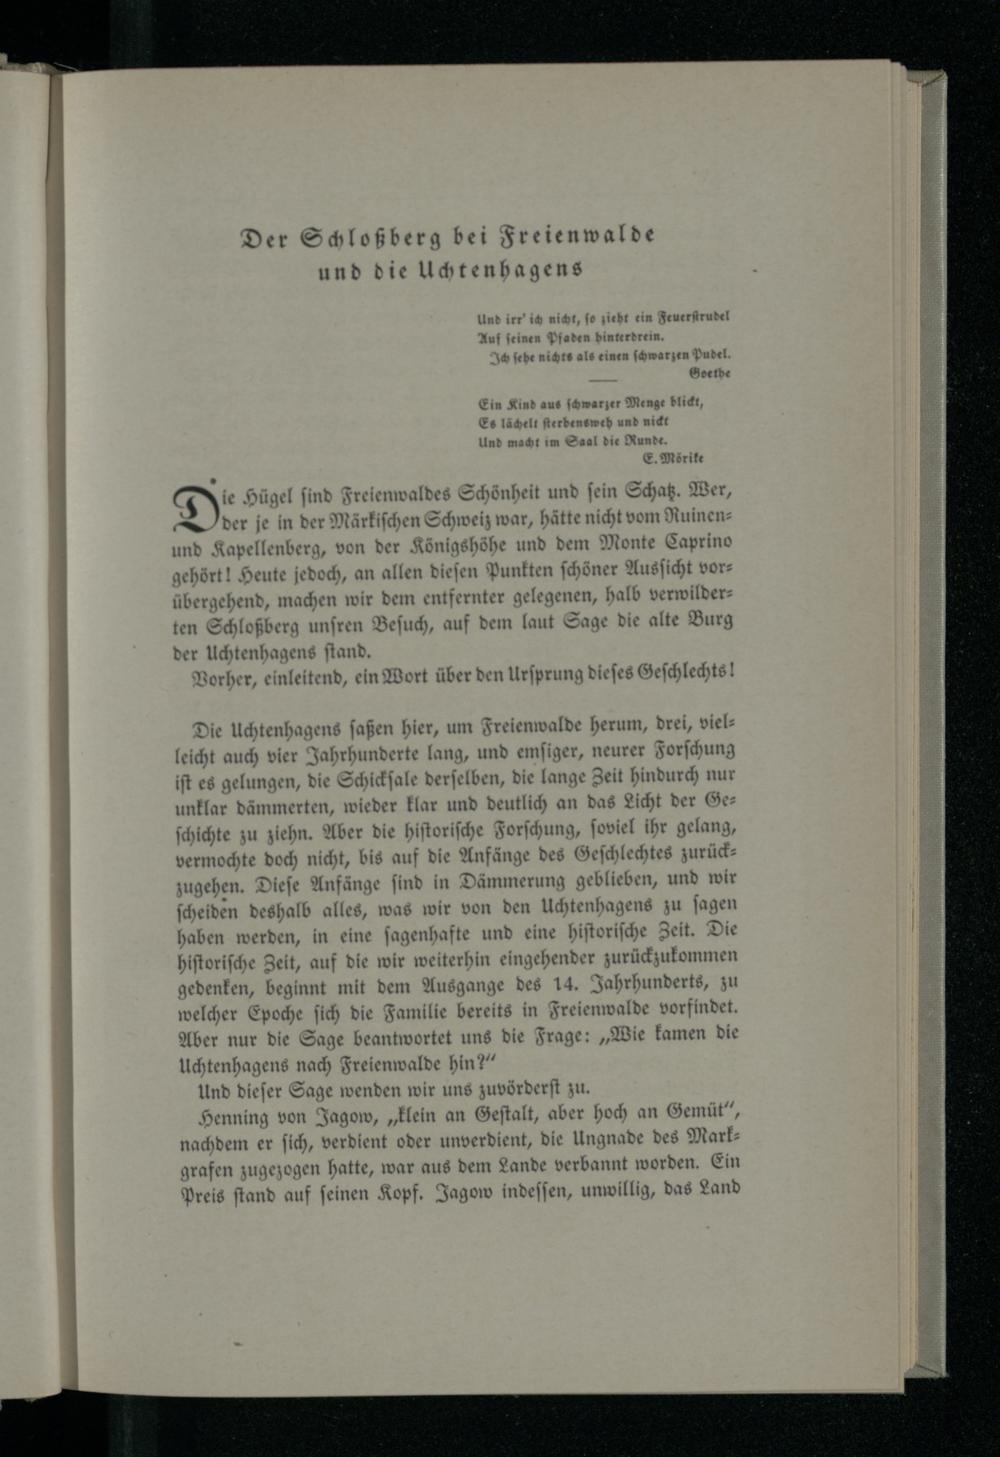 Der Schloßberg bei Freienwalde
und die Uchtenhagens
Und irr' ich nicht, so zieht ein Feuerstrudel
Auf seinen Pfaden hinterdrein.
Ich sehe nichts als einen schwarzen Pudel.
Goethe
Ein Kind aus schwarzer Menge blickt,
Es lächelt sterbensweh und nickt
Und macht im Saal die Runde.
E. Mörike
Die Hügel sind Freienwaldes Schönheit und sein Schatz. Wer,
der je in der Märkischen Schweiz war, hätte nicht vom Ruinen-
und Kapellenberg, von der Königshöhe und dem Monte Caprino
gehört! Heute jedoch, an allen diesen Punkten schöner Aussicht vor-
übergehend, machen wir dem entfernter gelegenen, halb verwilder-
ten Schloßberg unsren Besuch, auf dem laut Sage die alte Burg
der Uchtenhagens stand.
Vorher, einleitend, ein Wort über den Ursprung dieses Geschlechts!
Die Uchtenhagens saßen hier, um Freienwalde herum, drei, viel-
leicht auch vier Jahrhunderte lang, und emsiger, neurer Forschung
ist es gelungen, die Schicksale derselben, die lange Zeit hindurch nur
unklar dämmerten, wieder klar und deutlich an das Licht der Ge-
schichte zu ziehn. Aber die historische Forschung, soviel ihr gelang,
vermochte doch nicht, bis auf die Anfänge des Geschlechtes zurück-
zugehen. Diese Anfänge sind in Dämmerung geblieben, und wir
scheiden deshalb alles, was wir von den Uchtenhagens zu sagen
haben werden, in eine sagenhafte und eine historische Zeit. Die
historische Zeit, auf die wir weiterhin eingehender zurückzukommen
gedenken, beginnt mit dem Ausgange des 14. Jahrhunderts, zu
welcher Epoche sich die Familie bereits in Freienwalde vorfindet.
Aber nur die Sage beantwortet uns die Frage: „Wie kamen die
Uchtenhagens nach Freienwalde hin?“
Und dieser Sage wenden wir uns zuvörderst zu.
Henning von Jagow, „klein an Gestalt, aber hoch an Gemüt“,
nachdem er sich, verdient oder unverdient, die Ungnade des Mark-
grafen zugezogen hatte, war aus dem Lande verbannt worden. Ein
Preis stand auf seinen Kopf. Jagow indessen, unwillig, das Land